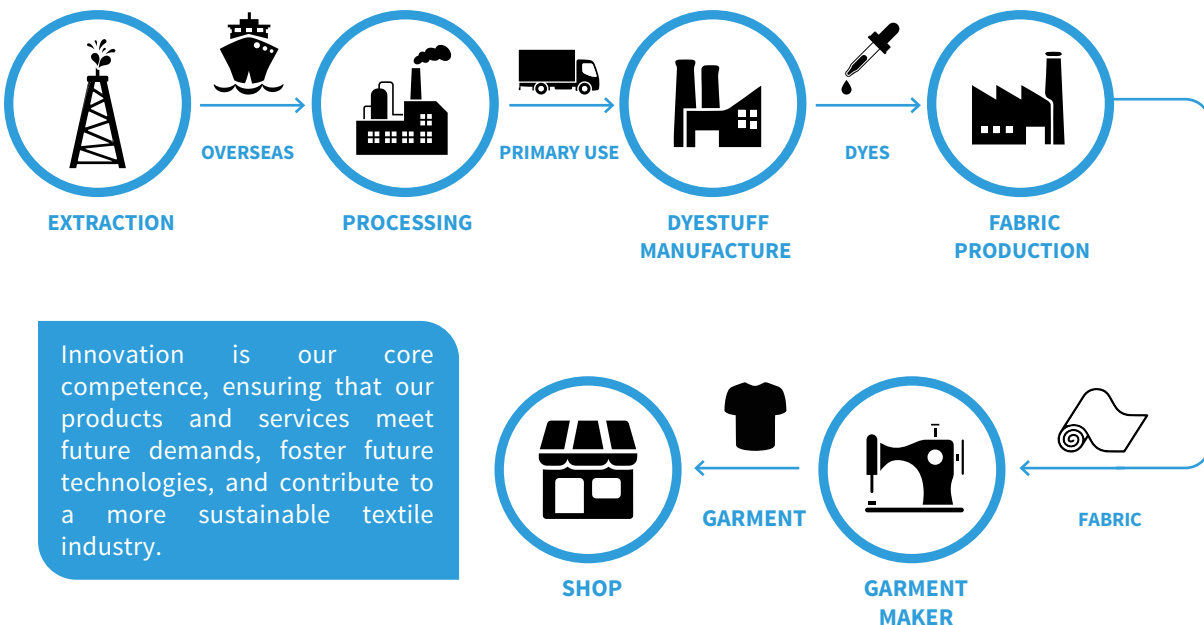 OVERSEAS
PRIMARY USE
DYES
EXTRACTION
PROCESSING
DYESTUFF
MANUFACTURE
FABRIC
PRODUCTION
Innovation is our core
competence, ensuring that our
products and services meet
future demands, foster future
technologies, and contribute to
a more sustainable textile
industry.
GARMENT
FABRIC
SHOP
GARMENT
MAKER